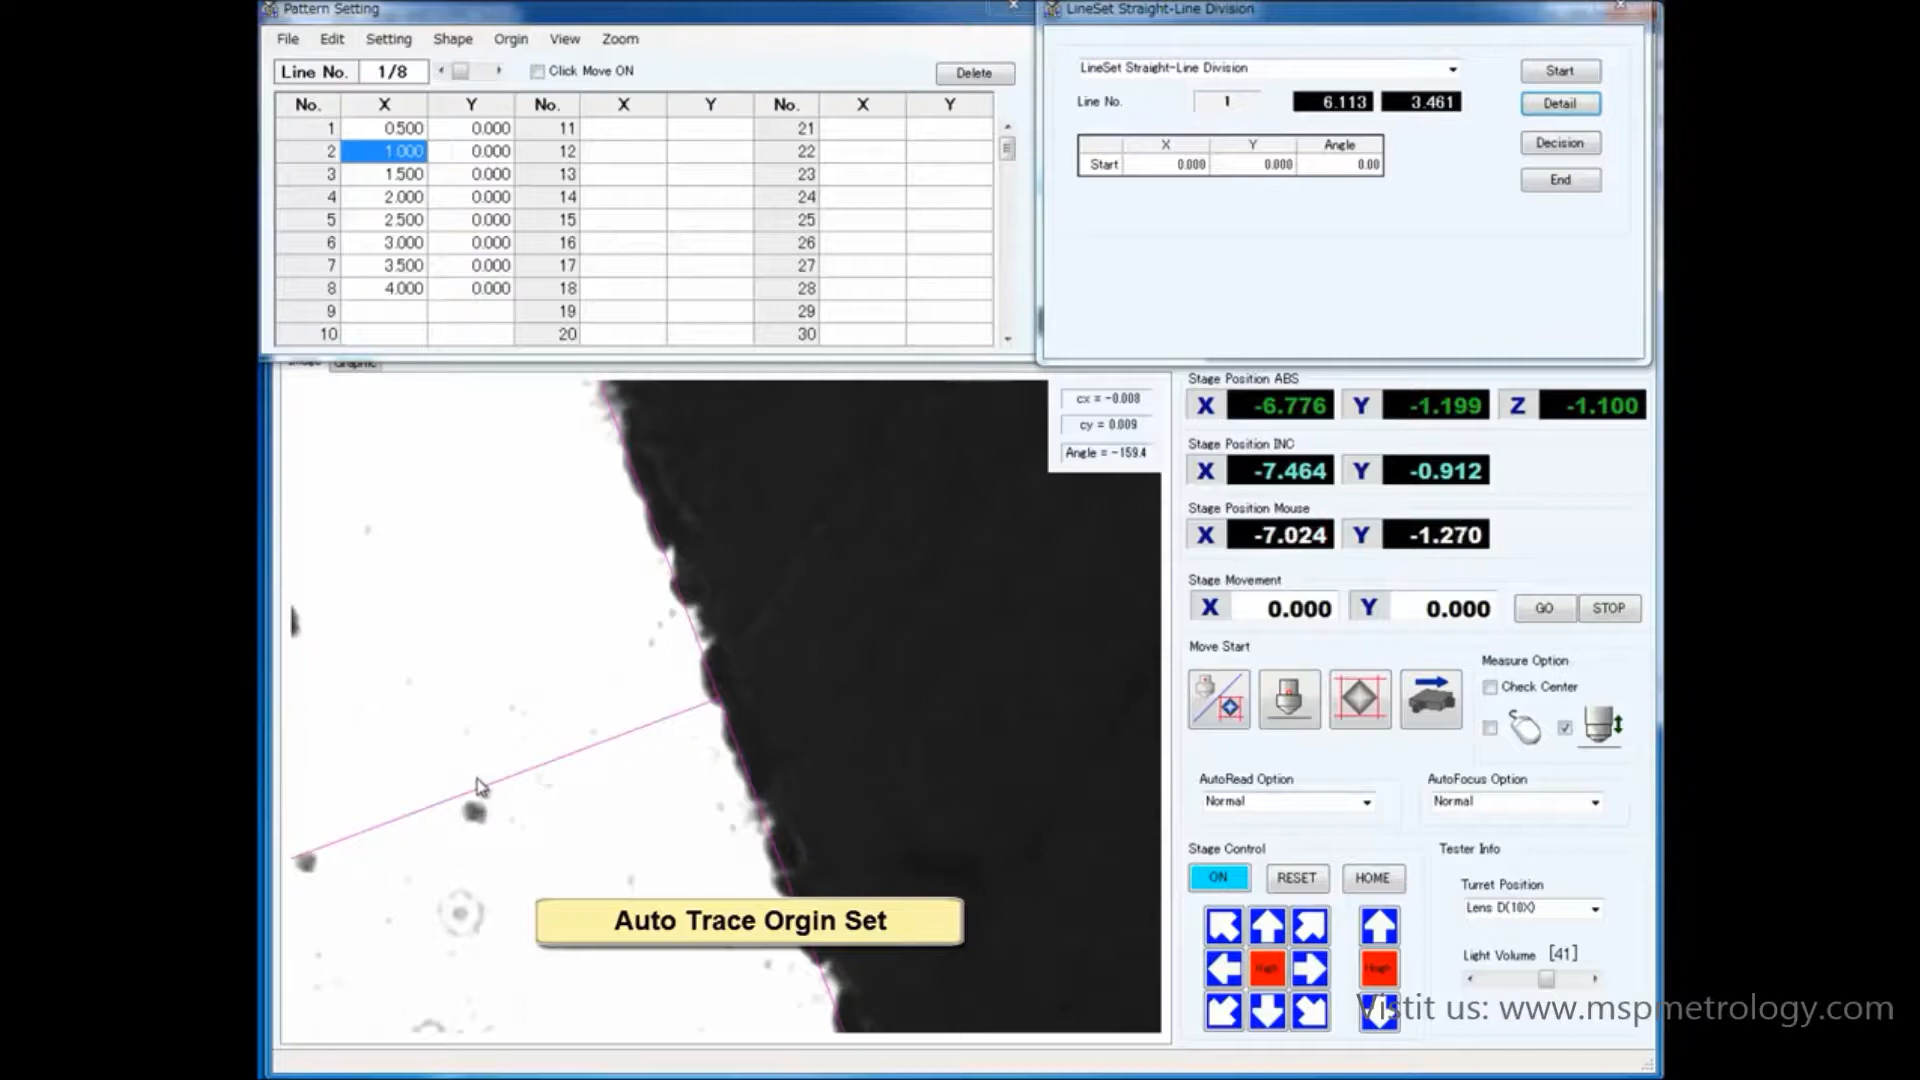 Pattern Setting
File Edit Setting Shape Orgin View Zoom
Line No. 1/8 Click Move ON Delete
No. X Y No. X Y No. X Y
1 0.500 0.000 11 21
2 1.000 0.000 12 22
3 1.500 0.000 13 23
4 2.000 0.000 14 24
5 2.500 0.000 15 25
6 3.000 0.000 16 26
7 3.500 0.000 17 27
8 4.000 0.000 18 28
9 19 29
10 20 30
LineSet Straight-Line Division
LineSet Straight-Line Division Start
Line No. 1 6.113 3.461 Detail
X Y Angle Decision
Start 0.000 0.000 0.00
End
Graphic
cx = -0.008
cy = 0.009
Angle = -159.4
Stage Position ABS
X -6.776 Y -1.199 Z -1.100
Stage Position INC
X -7.464 Y -0.912
Stage Position Mouse
X -7.024 Y -1.270
Stage Movement
X 0.000 Y 0.000 GO STOP
Move Start
Measure Option
Check Center
AutoRead Option AutoFocus Option
Normal Normal
Stage Control Tester Info
ON RESET HOME
Turret Position
Lens D(10X)
Light Volume [41]
High High
Auto Trace Orgin Set
Vistit us: www.mspmetrology.com